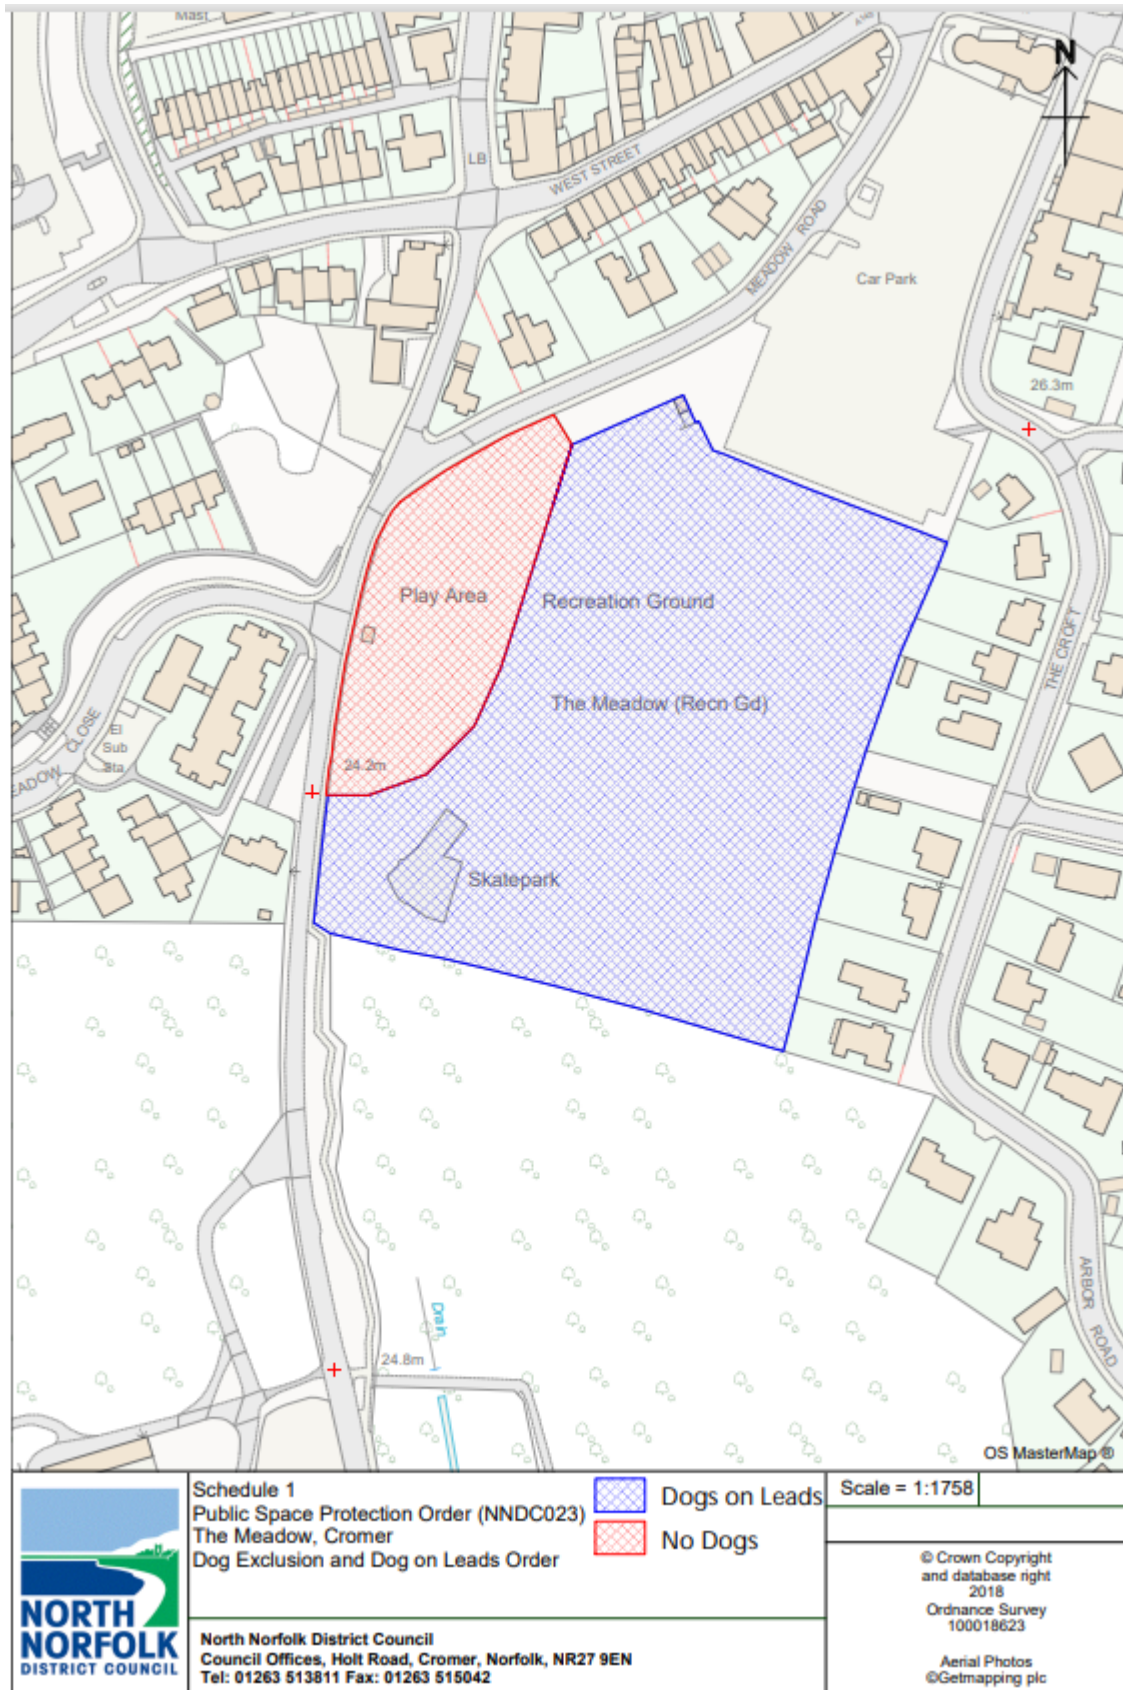 Mast
N
LB
WEST STREET
MEADOW ROAD
Car Park
26.3m
Play Area
Recreation Ground
THE CROFT
The Meadow (Recn Gd)
El
Sub
Sta
CLOSE
24.2m
Skatepark
ARBOR ROAD
Drain
24.8m
OS MasterMap ®
Schedule 1
Public Space Protection Order (NNDC023)
The Meadow, Cromer
Dog Exclusion and Dog on Leads Order
Dogs on Leads
No Dogs
Scale = 1:1758
© Crown Copyright
and database right
2018
Ordnance Survey
100018623
Aerial Photos
©Getmapping plc
NORTH
NORFOLK
DISTRICT COUNCIL
North Norfolk District Council
Council Offices, Holt Road, Cromer, Norfolk, NR27 9EN
Tel: 01263 513811 Fax: 01263 515042